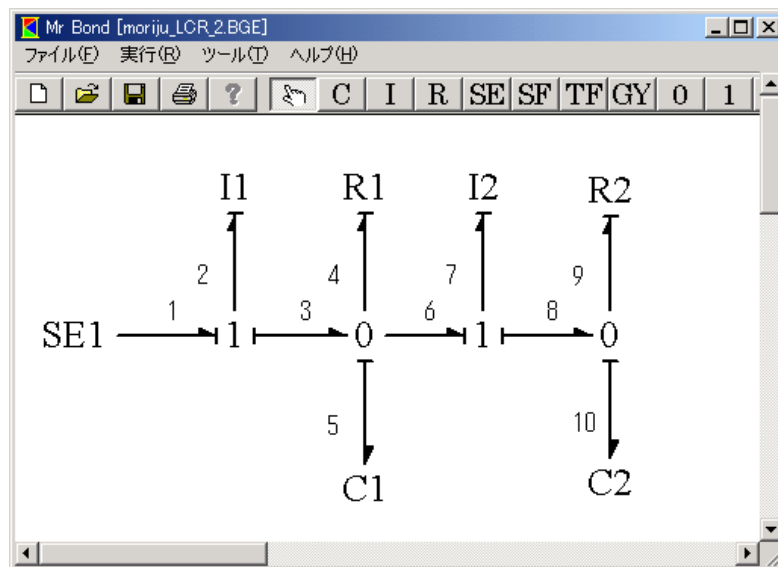 Mr Bond [moriju_LCR_2.BGE]
ファイル(F) 実行(R) ツール(T) ヘルプ(H)
? C I R SE SF TF GY 0 1
I1 R1 I2 R2
2 4 7 9
1 3 6 8
SE1 1 0 1 0
5 10
C1 C2